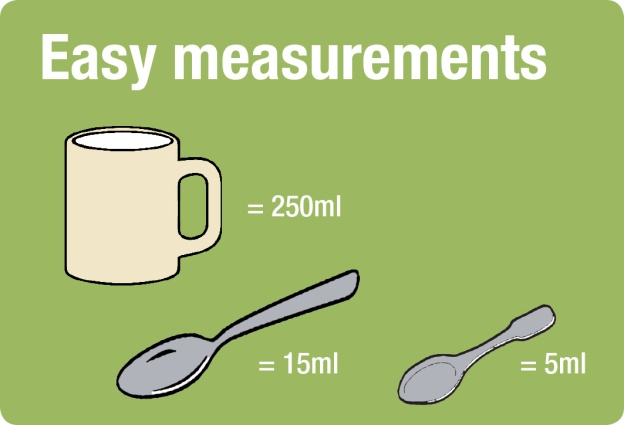 Easy measurements
= 250ml
= 15ml
= 5ml